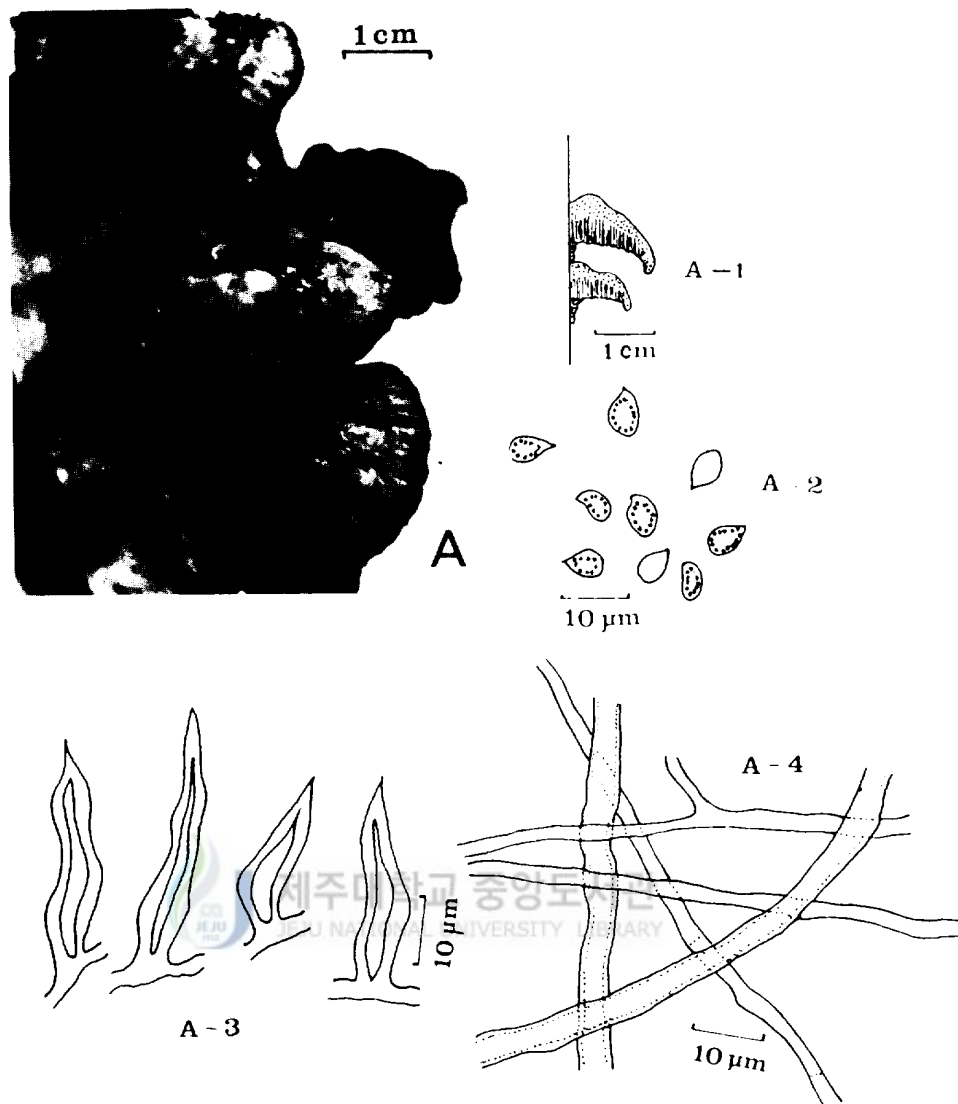 1 cm
A-1
1 cm
A-2
10 µm
A
A-4
제주대학교 중앙도서관
JEJU NATIONAL UNIVERSITY LIBRARY
10 µm
10 µm
A-3